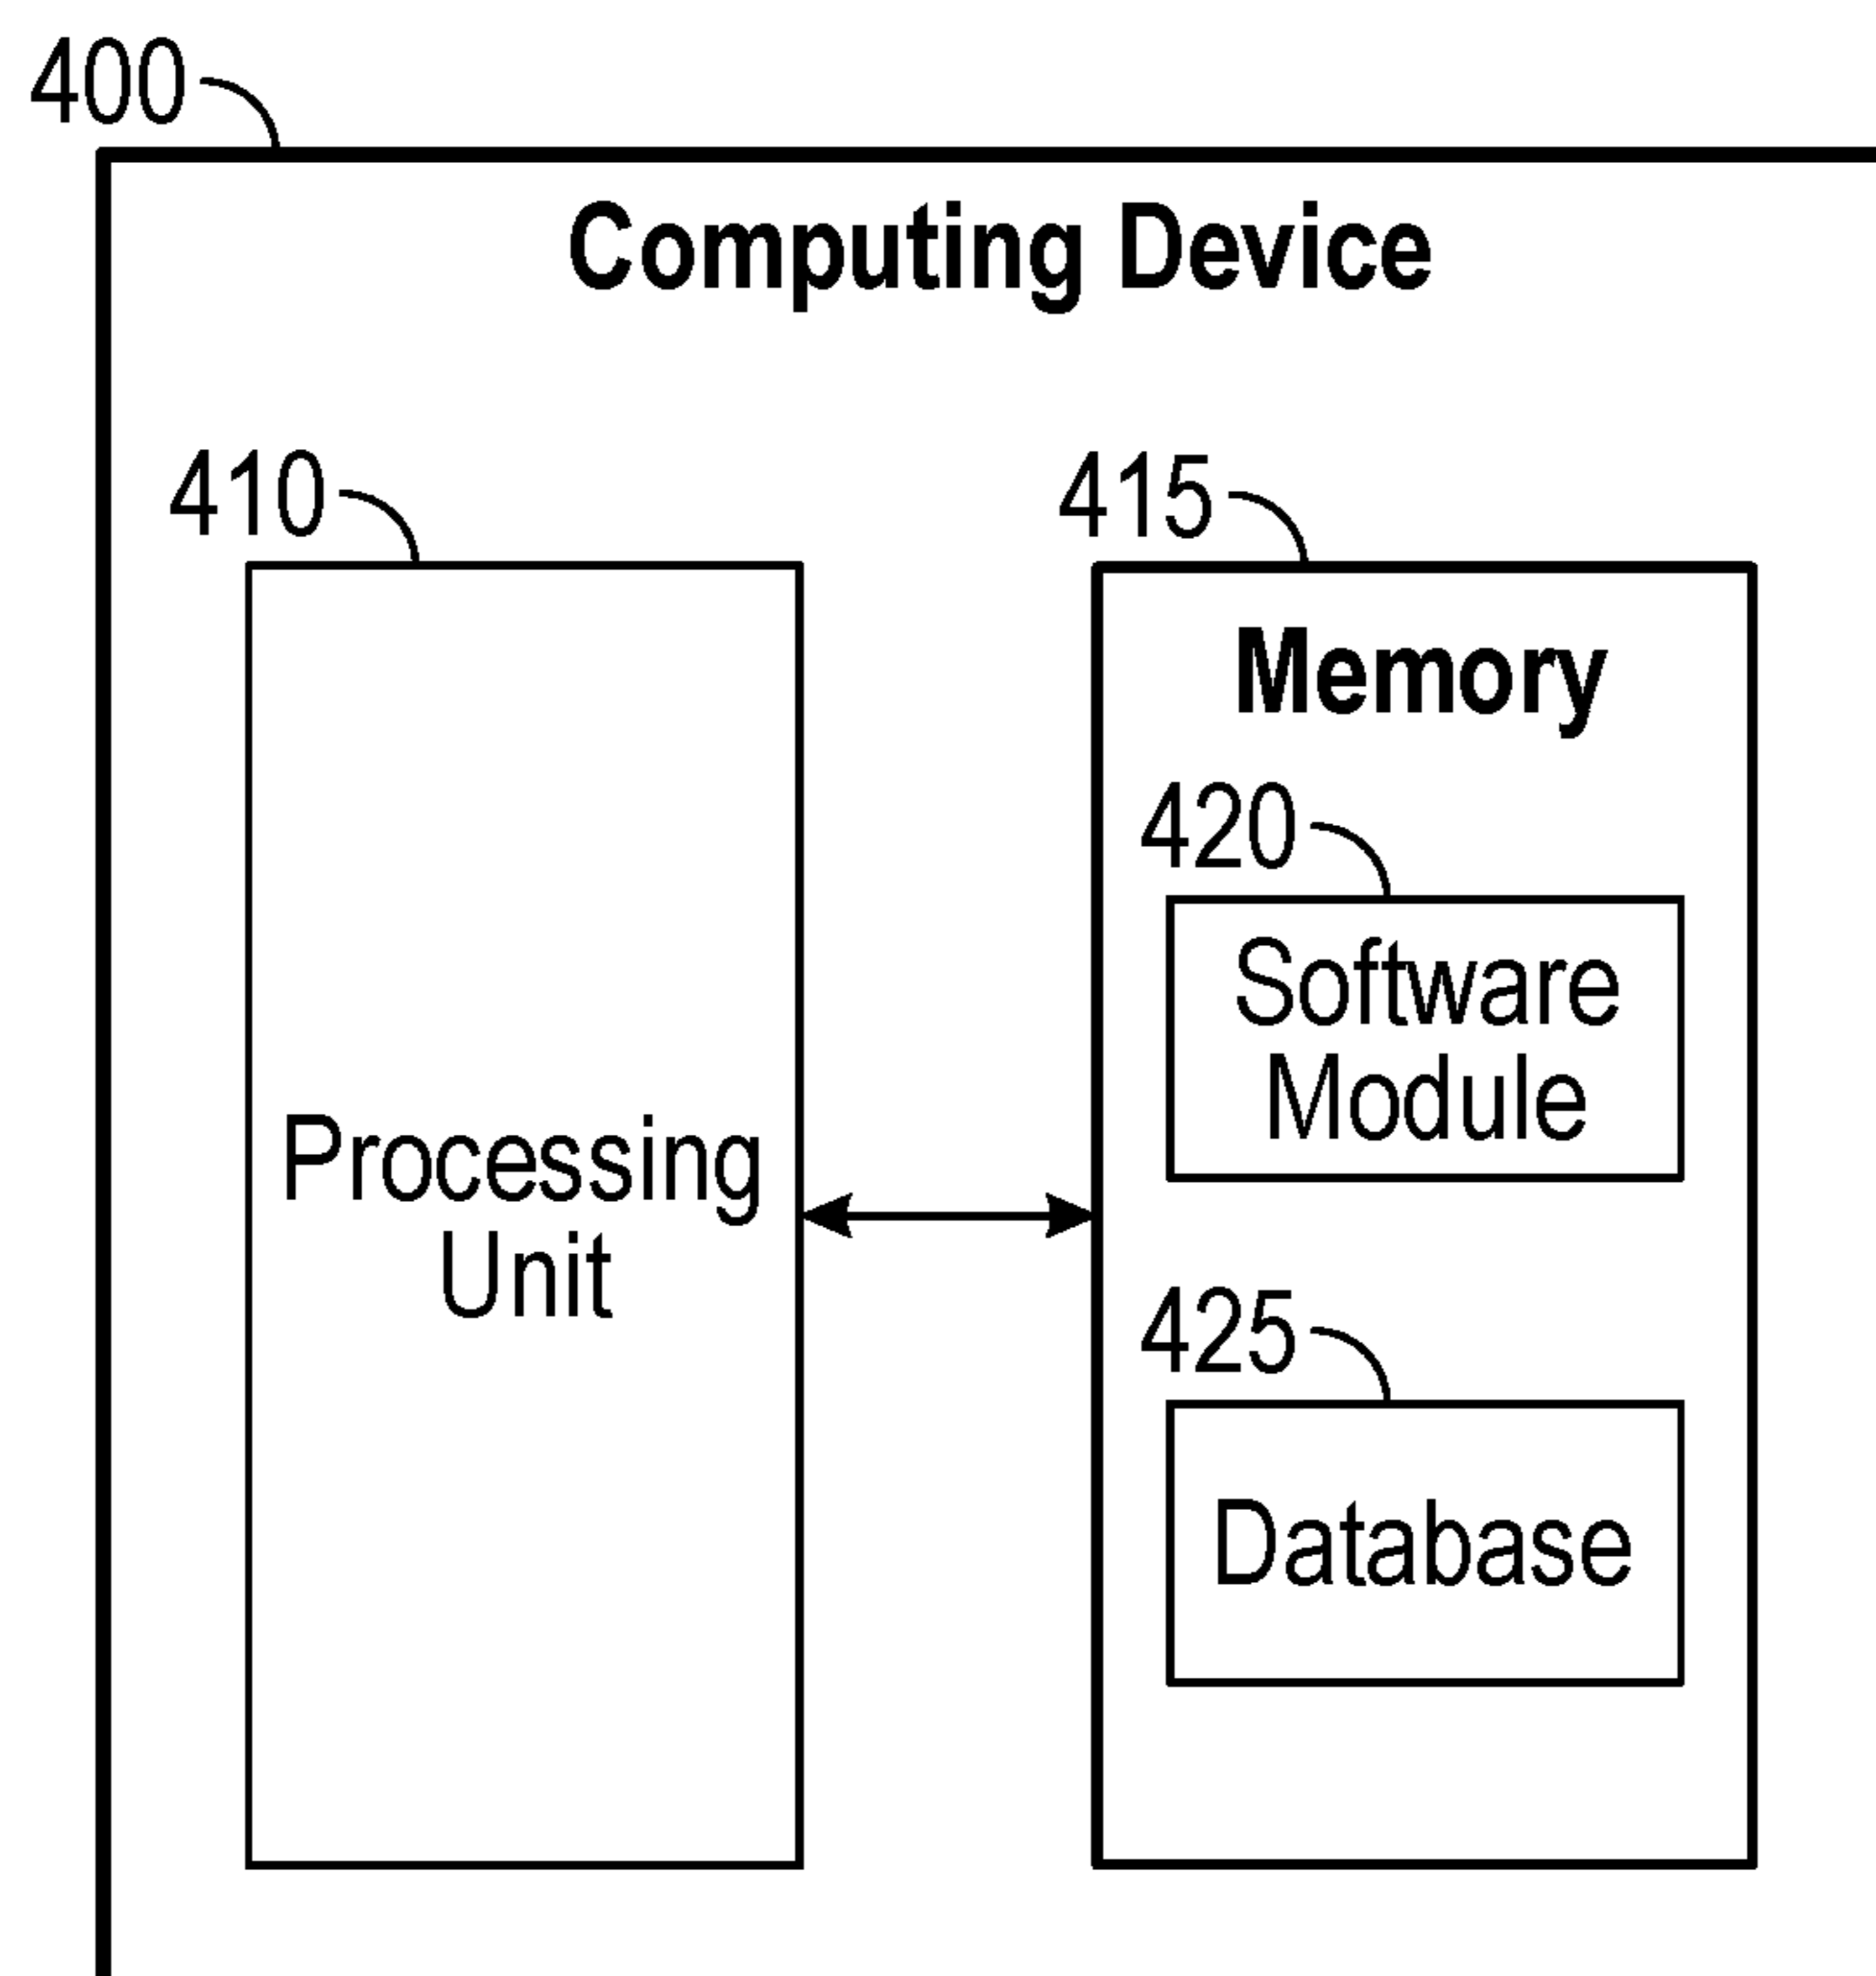 400
Computing Device
410
415
Memory
420
Software
Module
Processing
Unit
425
Database